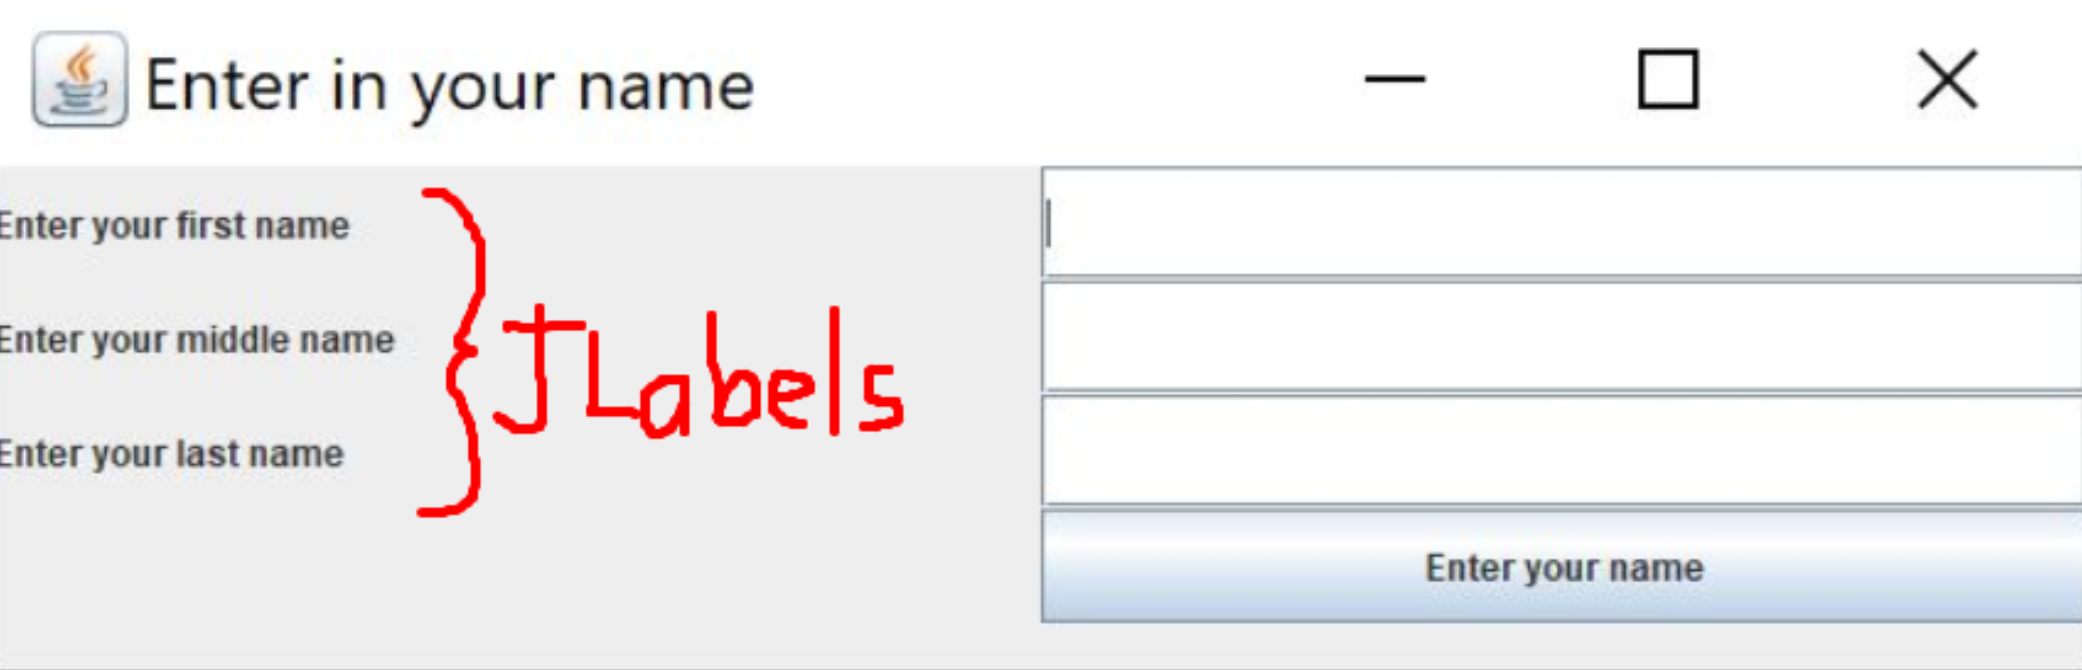 Enter in your name
Enter your first name
Enter your middle name
JLabels
Enter your last name
Enter your name